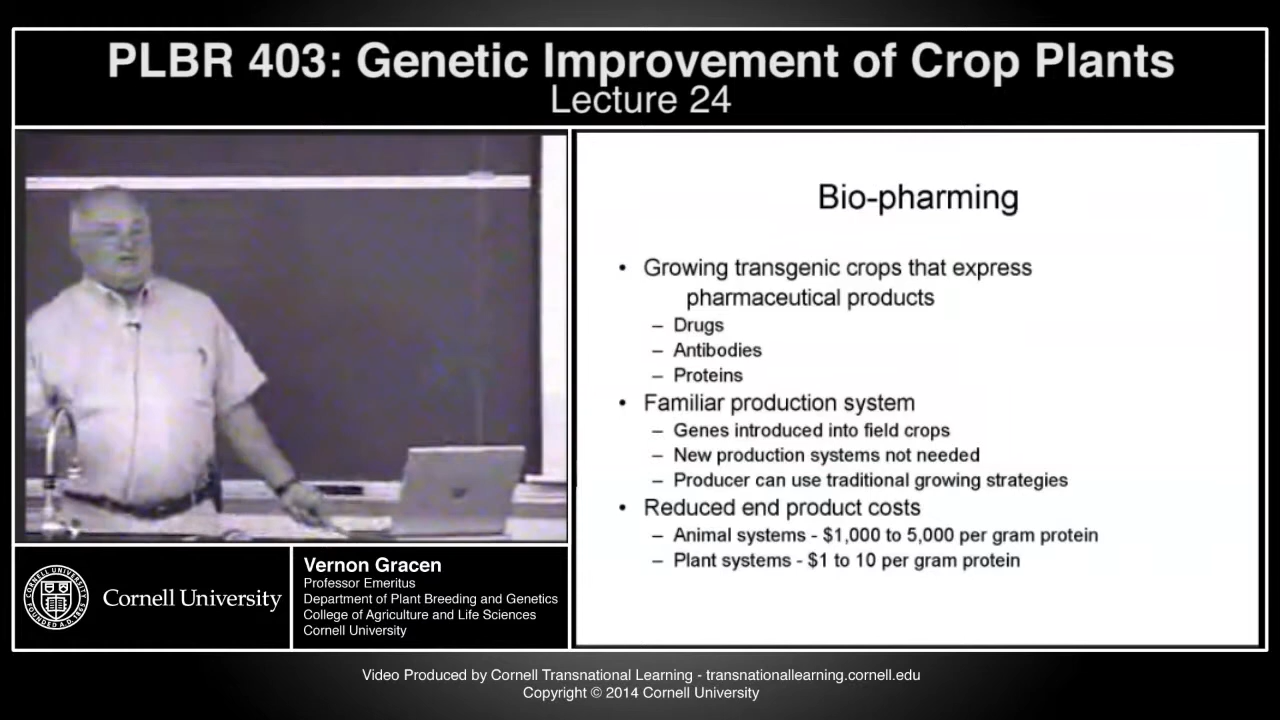 PLBR 403: Genetic Improvement of Crop Plants
Lecture 24
Bio-pharming
• Growing transgenic crops that express
pharmaceutical products
– Drugs
– Antibodies
– Proteins
• Familiar production system
– Genes introduced into field crops
– New production systems not needed
– Producer can use traditional growing strategies
• Reduced end product costs
– Animal systems - $1,000 to 5,000 per gram protein
– Plant systems - $1 to 10 per gram protein
Cornell University
Vernon Gracen
Professor Emeritus
Department of Plant Breeding and Genetics
College of Agriculture and Life Sciences
Cornell University
Video Produced by Cornell Transnational Learning - transnationallearning.cornell.edu
Copyright © 2014 Cornell University